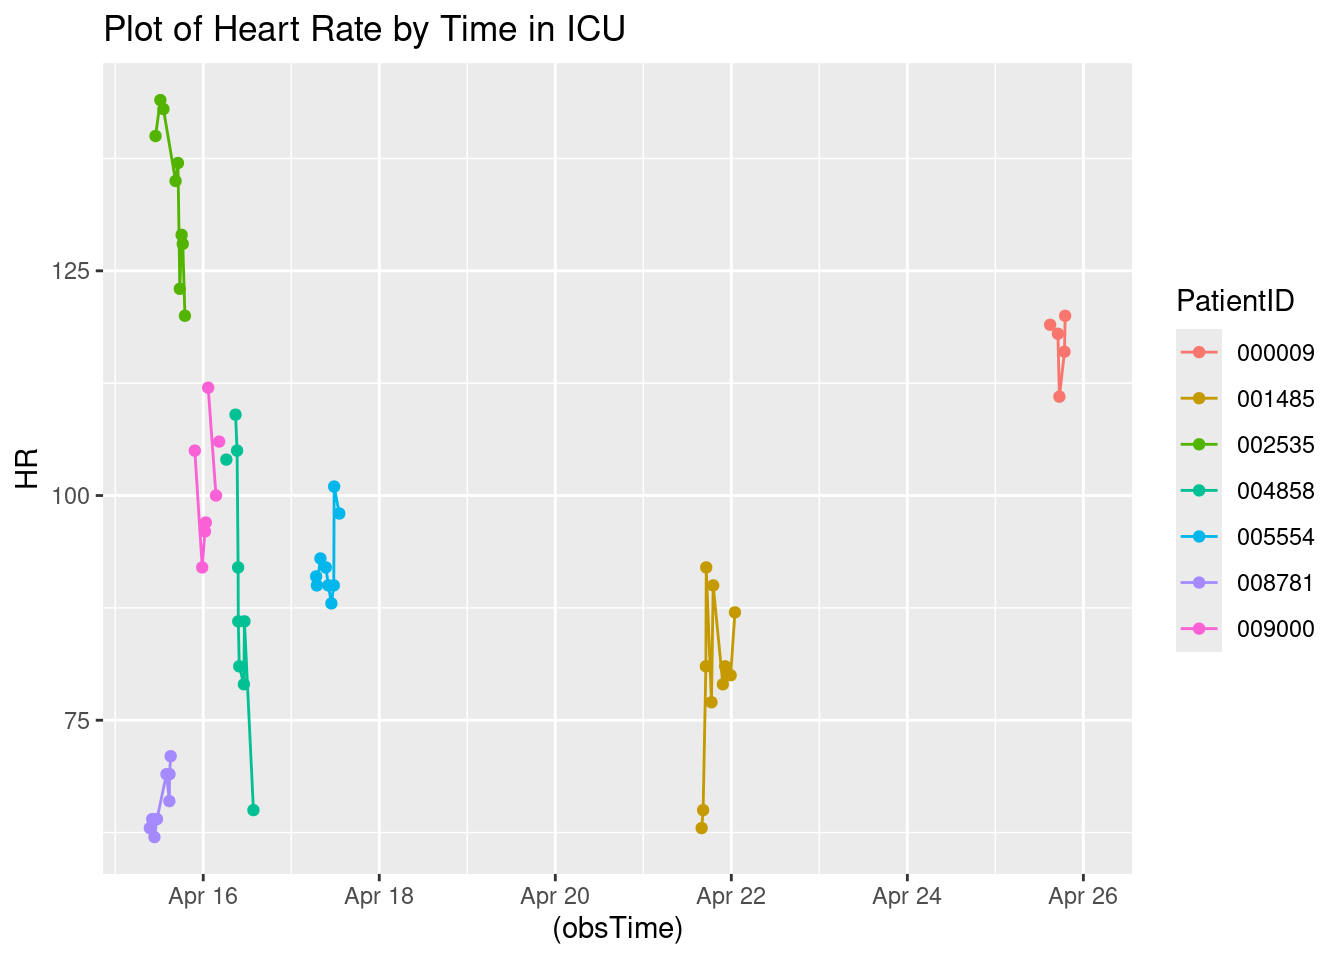 Plot of Heart Rate by Time in ICU
HR
125
100
75
Apr 16
Apr 18
Apr 20
Apr 22
Apr 24
Apr 26
(obsTime)
PatientID
000009
001485
002535
004858
005554
008781
009000